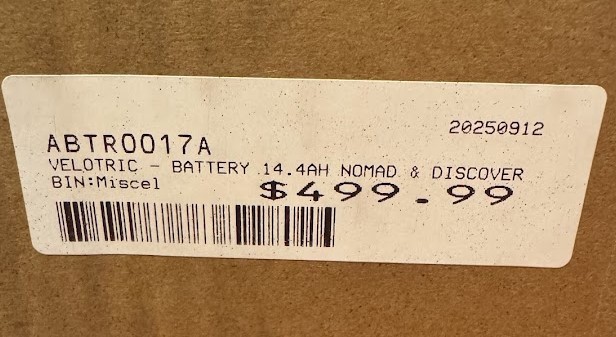 20250912
ABTR0017A
VELOTRIC - BATTERY 14.4AH NOMAD & DISCOVER
BIN:Miscel $499.99